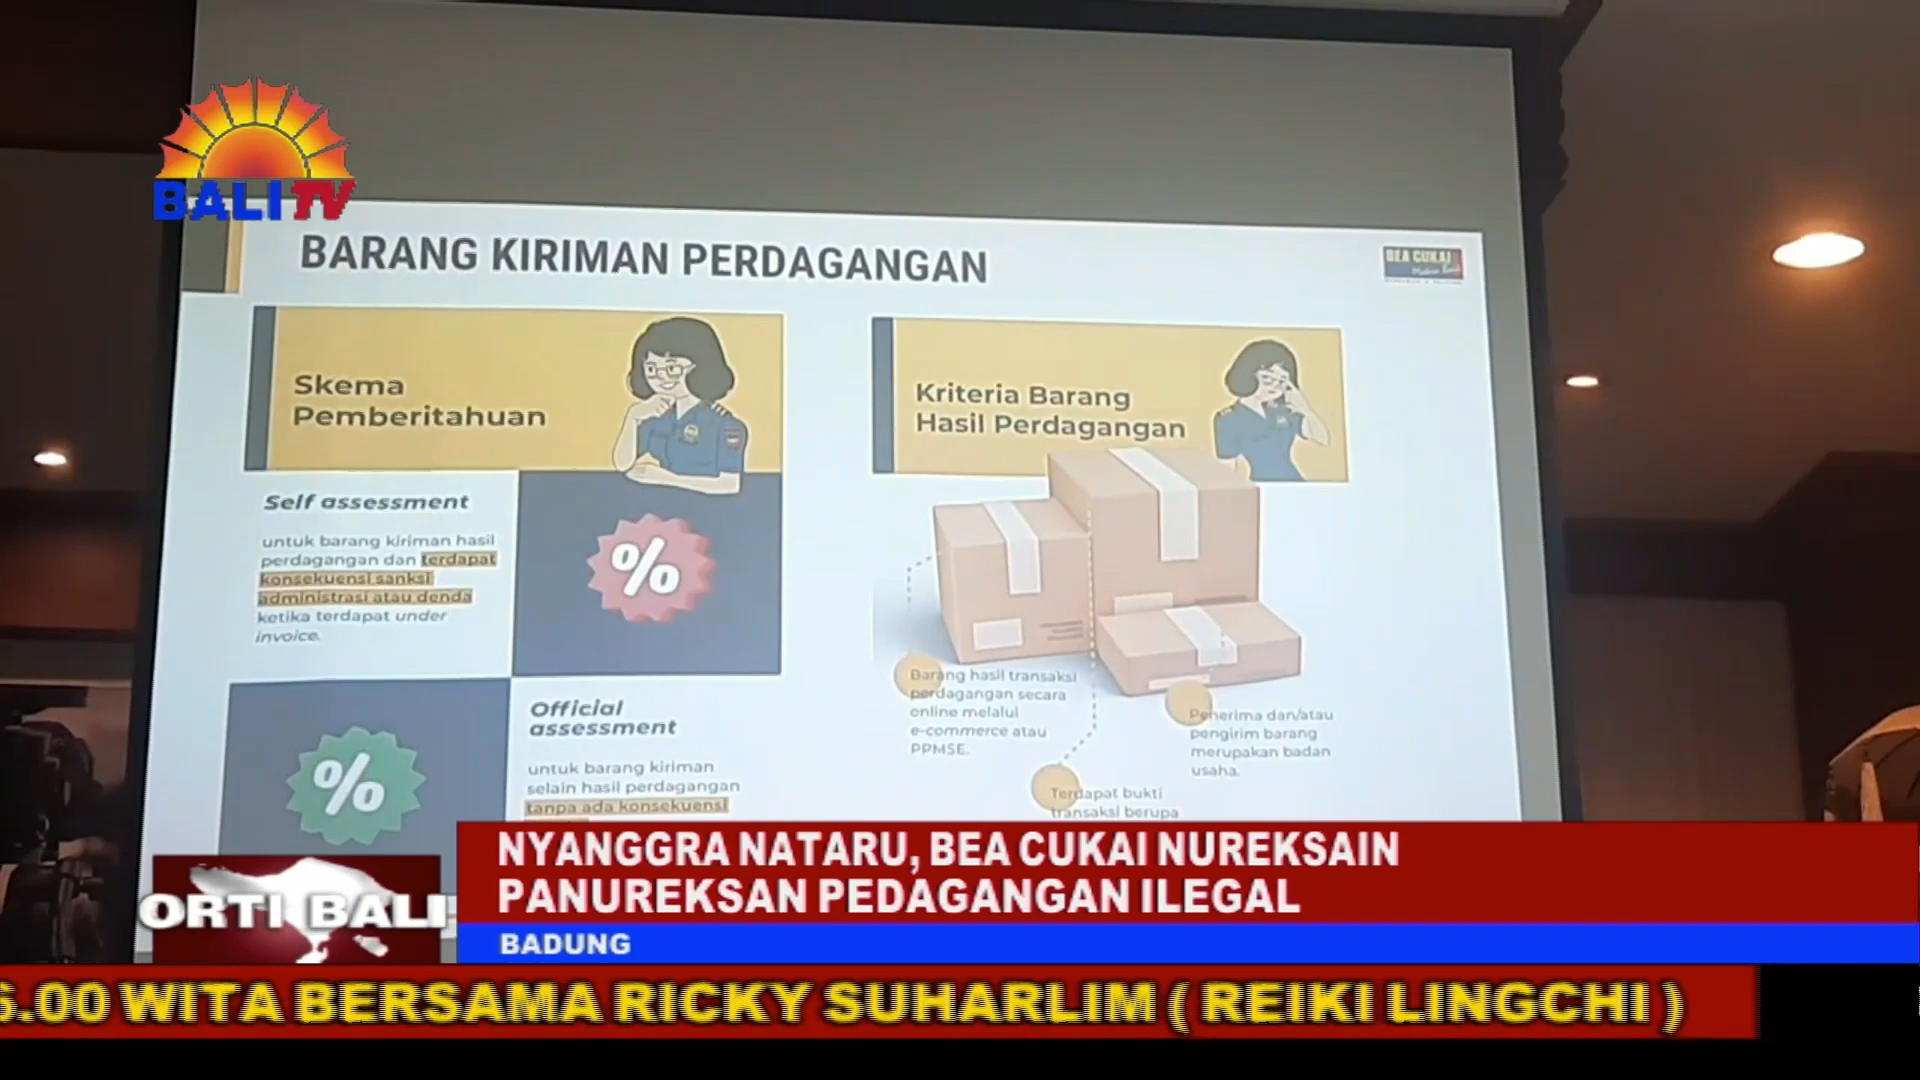 BALI TV
BARANG KIRIMAN PERDAGANGAN
BEA CUKAI
Skema
Pemberitahuan
Self assessment
untuk barang kiriman hasil
perdagangan dan terdapat
konsekuensi sanksi
administrasi atau denda
ketika terdapat under
invoice.
%
%
Official
assessment
untuk barang kiriman
selain hasil perdagangan
tanpa ada konsekuensi
Kriteria Barang
Hasil Perdagangan
Barang hasil transaksi
perdagangan secara
online melalui
e-commerce atau
PPMSE.
Terdapat bukti
transaksi berupa
Penerima dan/atau
pengirim barang
merupakan badan
usaha.
ORTI BALI
NYANGGRA NATARU, BEA CUKAI NUREKSAIN
PANUREKSAN PEDAGANGAN ILEGAL
BADUNG
6.00 WITA BERSAMA RICKY SUHARLIM ( REIKI LINGCHI )